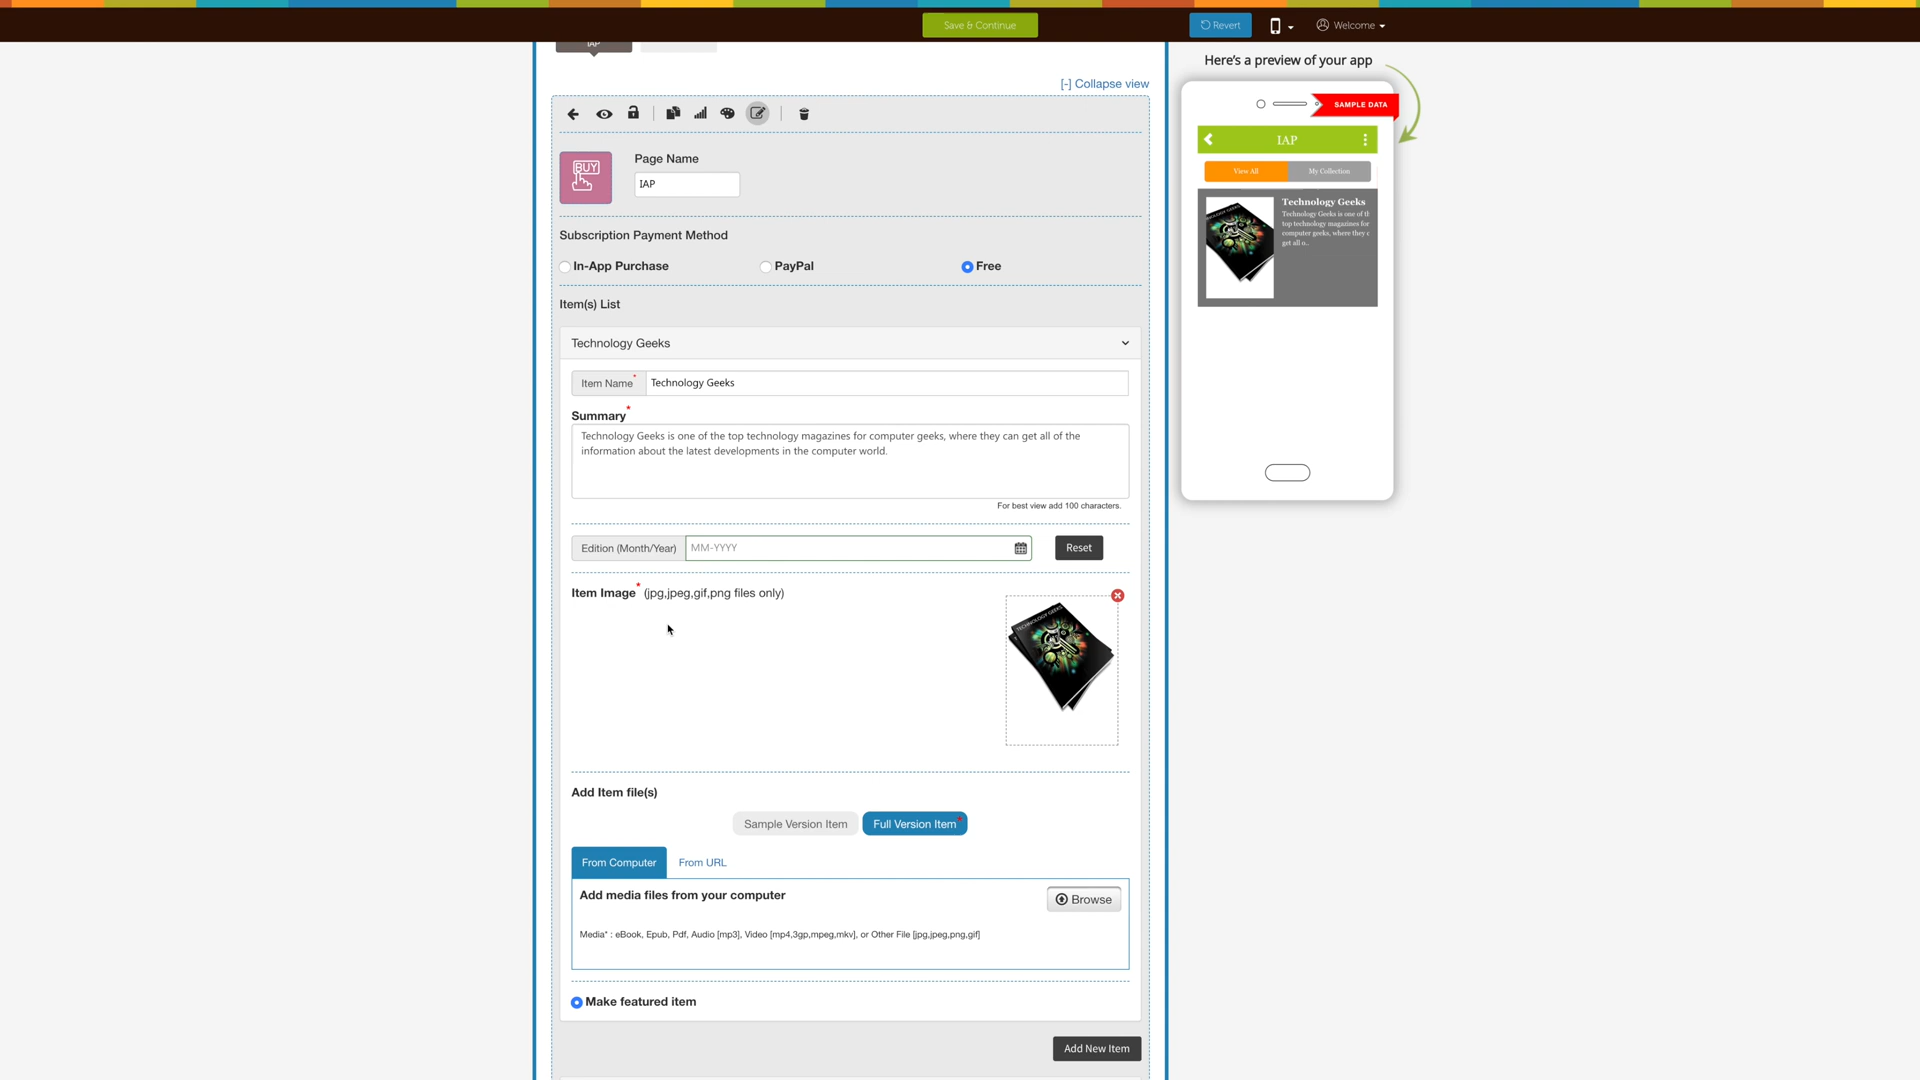 Save & Continue
Revert
Welcome
IAP
Here's a preview of your app
[-] Collapse view
SAMPLE DATA
IAP
View All
My Collection
Technology Geeks
Technology Geeks is one of th
top technology magazines for
computer geeks, where they c
get all o..
BUY
Page Name
IAP
Subscription Payment Method
In-App Purchase
PayPal
Free
Item(s) List
Technology Geeks
Item Name*
Technology Geeks
Summary*
Technology Geeks is one of the top technology magazines for computer geeks, where they can get all of the
information about the latest developments in the computer world.
For best view add 100 characters.
Edition (Month/Year)
MM-YYYY
Reset
Item Image* (jpg,jpeg,gif,png files only)
TECHNOLOGY GEEKS
Add Item file(s)
Sample Version Item
Full Version Item*
From Computer
From URL
Add media files from your computer
Browse
Media* : eBook, Epub, Pdf, Audio [mp3], Video [mp4,3gp,mpeg,mkv], or Other File [jpg,jpeg,png,gif]
Make featured item
Add New Item